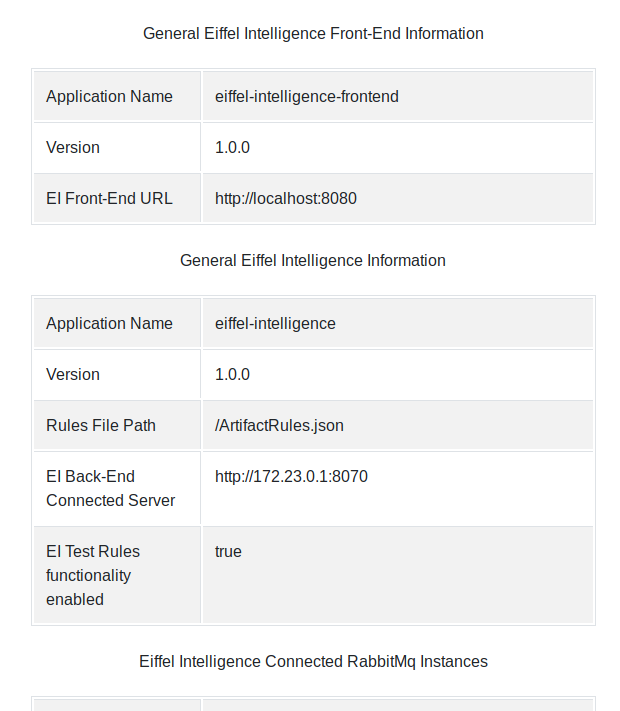 General Eiffel Intelligence Front-End Information
Application Name eiffel-intelligence-frontend
Version 1.0.0
EI Front-End URL http://localhost:8080
General Eiffel Intelligence Information
Application Name eiffel-intelligence
Version 1.0.0
Rules File Path /ArtifactRules.json
EI Back-End http://172.23.0.1:8070
Connected Server
EI Test Rules true
functionality
enabled
Eiffel Intelligence Connected RabbitMq Instances